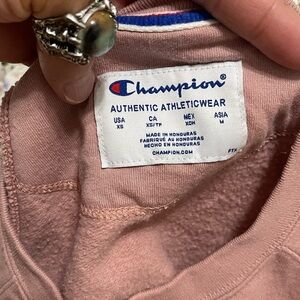 Champion®
AUTHENTIC ATHLETICWEAR
USA CA MEX ASIA
XS XS/TP XCH M
MADE IN HONDURAS
FABRIQUÉ AU HONDURAS
HECHO EN HONDURAS
CHAMPION.COM